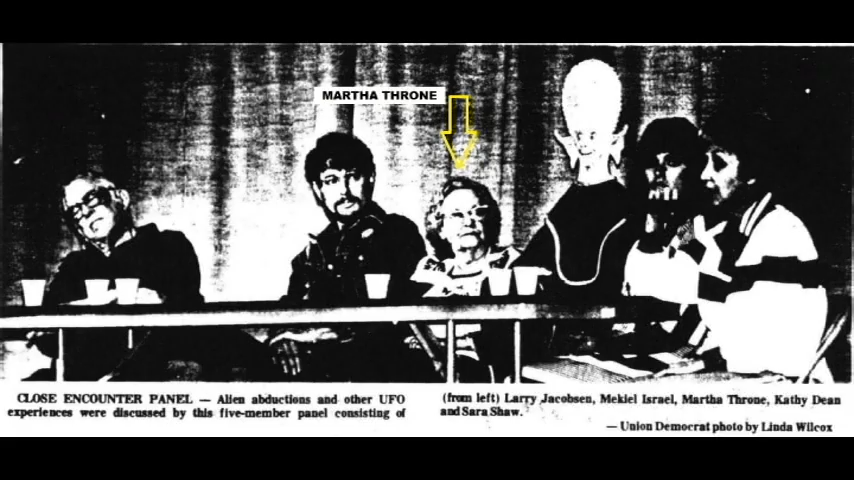 MARTHA THRONE
CLOSE ENCOUNTER PANEL — Alien abductions and other UFO
experiences were discussed by this five-member panel consisting of
(from left) Larry Jacobsen, Mekiel Israel, Martha Throne, Kathy Dean
and Sara Shaw.
— Union Democrat photo by Linda Wilcox